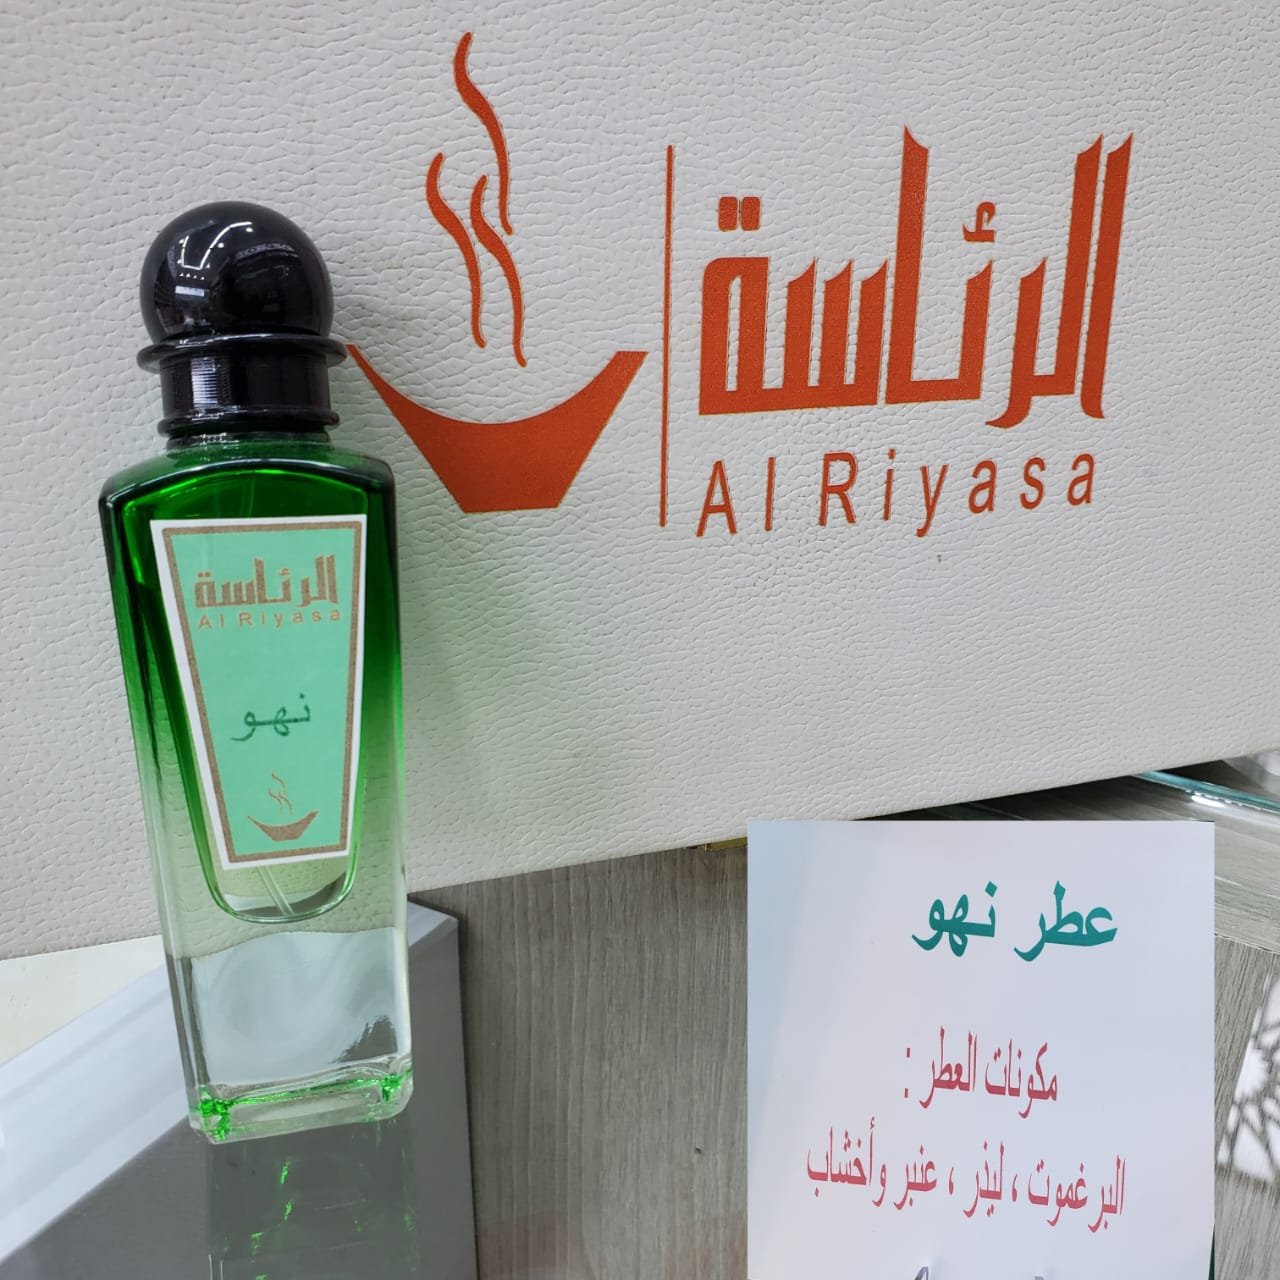 الرئاسة
Al Riyasa
الرئاسة
Al Riyasa
نهو
عطر نهو
مكونات العطر :
البرغموت ، ليذر ، عنبر وأخشاب